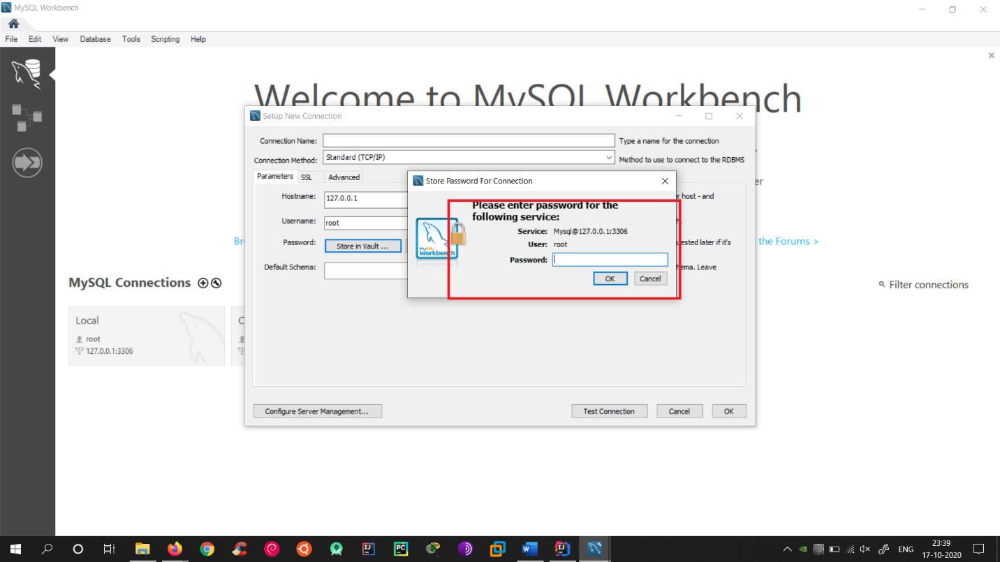 MySQL Workbench
File Edit View Database Tools Scripting Help
Welcome to MySQL Workbench
Setup New Connection
Connection Name: Type a name for the connection
Connection Method: Standard (TCP/IP) Method to use to connect to the RDBMS
Parameters SSL Advanced
Store Password For Connection
er
Hostname: 127.0.0.1
r host - and
Please enter password for the
following service:
Username: root
h.
Service: Mysql@127.0.0.1:3306
User: root
Password: Store in Vault ...
uested later if it's
Br
the Forums >
Password:
Default Schema:
hema. Leave
OK Cancel
MySQL Connections
Filter connections
Local
root
127.0.0.1:3306
C
Configure Server Management...
Test Connection Cancel OK
MySQL
Workbench
W
IJ
PC
ENG
23:39
17-10-2020